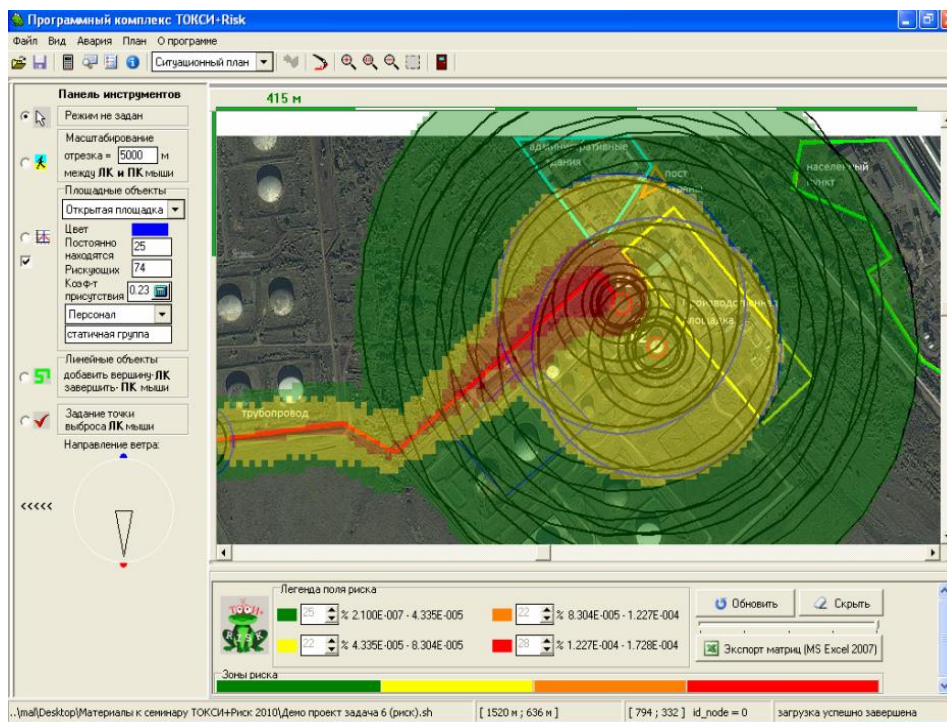 Программный комплекс ТОКСИ+Risk
Файл Вид Авария План О программе
Ситуационный план
Панель инструментов
Режим не задан
Масштабирование
отрезка = 5000 м
между ЛК и ПК мыши
Площадные объекты
Открытая площадка
Цвет
Постоянно находятся 25
Рискующих 74
Коэф-т присутствия 0.23
Персонал
статичная группа
Линейные объекты
добавить вершину-ЛК
завершить- ПК мыши
Задание точки
выброса ЛК мыши
Направление ветра:
<<<<<
415 м
административные
здания
пост
населенный
пункт
Производственная
площадка
трубопровод
Легенда поля риска
25 % 2.100E-007 - 4.335E-005
22 % 8.304E-005 - 1.227E-004
22 % 4.335E-005 - 8.304E-005
28 % 1.227E-004 - 1.728E-004
Обновить
Скрыть
Экспорт матриц (MS Excel 2007)
ТОКСИ+
RISK
Зоны риска
..\mal\Desktop\Материалы к семинару ТОКСИ+Риск 2010\Демо проект задача 6 (риск).sh
[ 1520 м ; 636 м ]
[ 794 ; 332 ] id_node = 0
загрузка успешно завершена